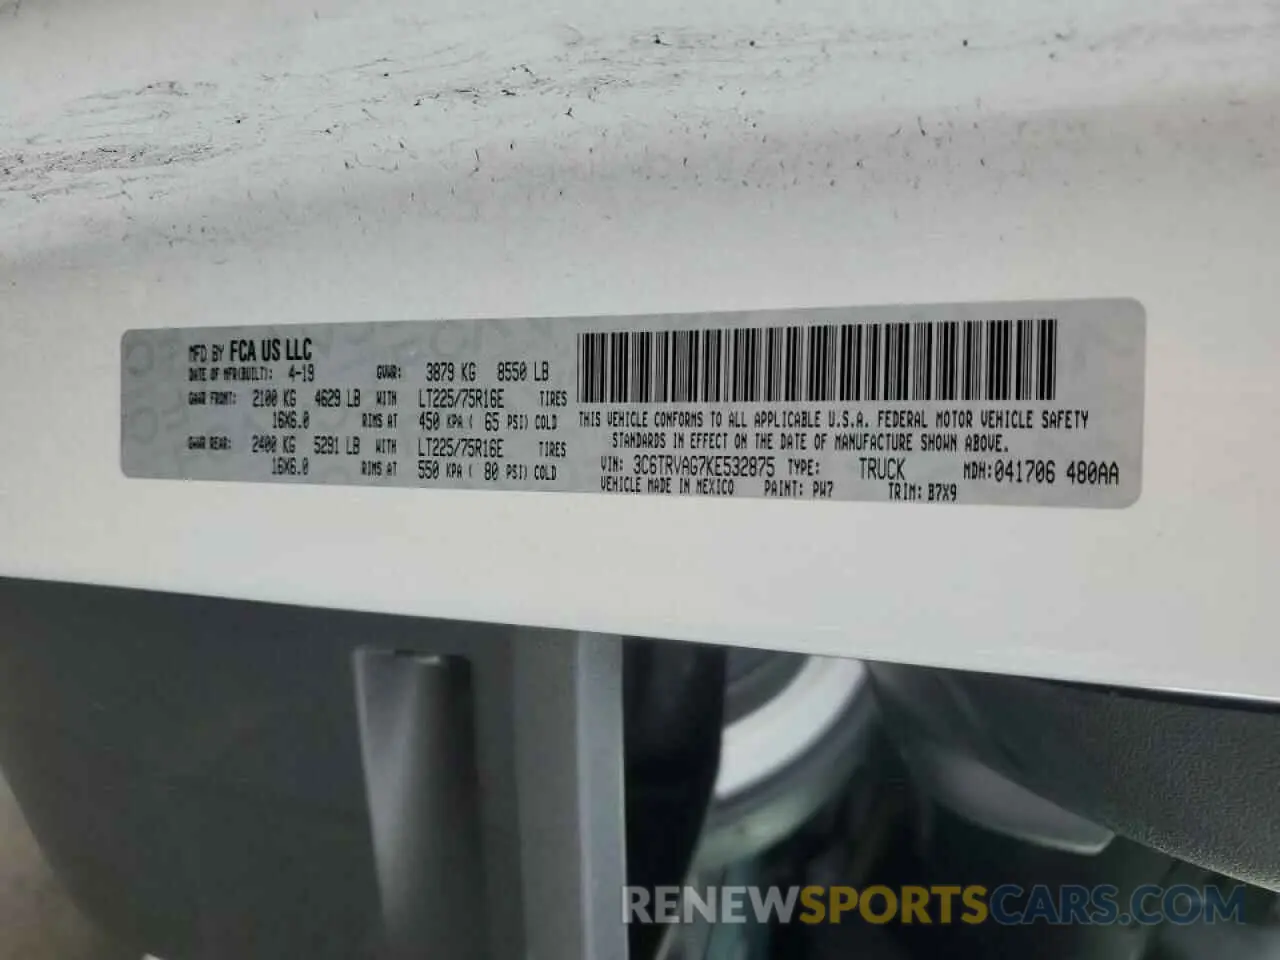 MFD BY FCA US LLC
DATE OF MFR(BUILT): 4-19 GVWR: 3879 KG 8550 LB
GAWR FRONT: 2100 KG 4629 LB WITH LT225/75R16E TIRES
16X6.0 RIMS AT 450 KPA ( 65 PSI) COLD
GAWR REAR: 2400 KG 5291 LB WITH LT225/75R16E TIRES
16X6.0 RIMS AT 550 KPA ( 80 PSI) COLD
THIS VEHICLE CONFORMS TO ALL APPLICABLE U.S.A. FEDERAL MOTOR VEHICLE SAFETY
STANDARDS IN EFFECT ON THE DATE OF MANUFACTURE SHOWN ABOVE.
VIN: 3C6TRVAG7KE532875 TYPE: TRUCK MDH:041706 480AA
VEHICLE MADE IN MEXICO PAINT: PW7 TRIM: B7X9
RENEWSPORTSCARS.COM